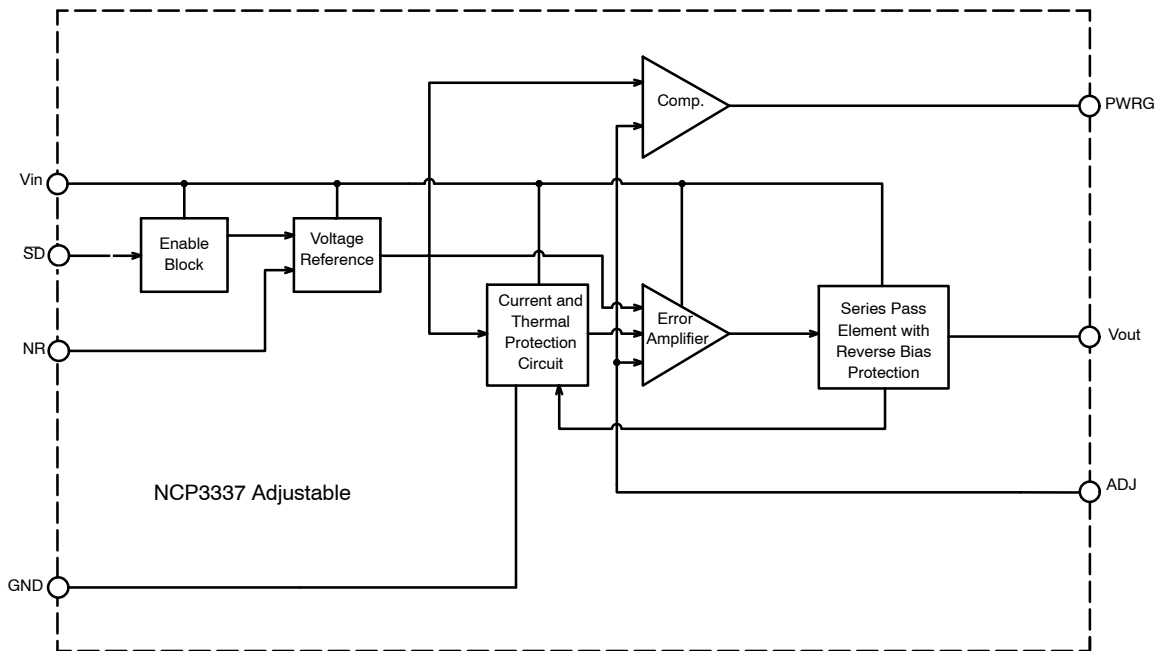 Comp.
PWRG
Vin
SD
Enable
Block
Voltage
Reference
NR
Current and
Thermal
Protection
Circuit
Error
Amplifier
Series Pass
Element with
Reverse Bias
Protection
Vout
NCP3337 Adjustable
ADJ
GND